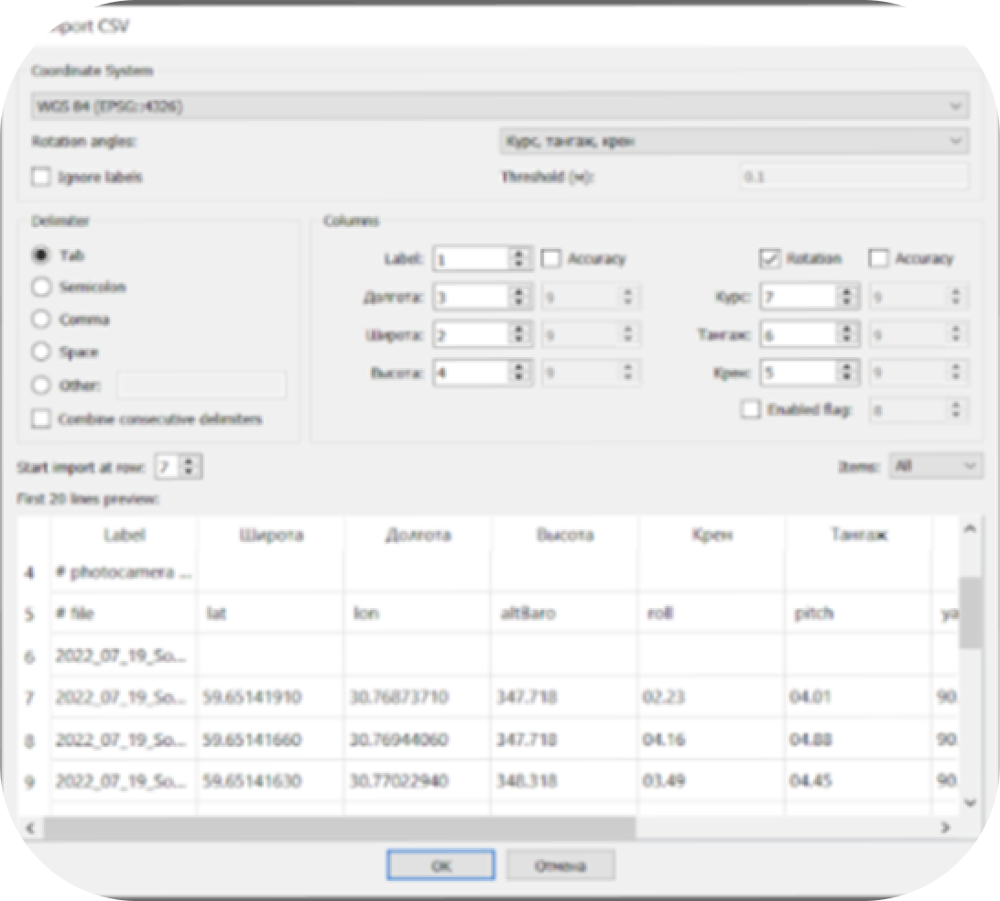 port CSV
Coordinate System
WGS 84 (EPSG::4326)
Rotation angles: Курс, тангаж, крен
Ignore labels Threshold (м): 0.1
Delimiter
Tab
Semicolon
Comma
Space
Other:
Combine consecutive delimiters
Columns
Label: 1 Accuracy Rotation Accuracy
Долгота: 3 9 Курс: 7 9
Широта: 2 9 Тангаж: 6 9
Высота: 4 9 Крен: 5 9
Enabled flag: 8
Start import at row: 7 Items: All
First 20 lines preview:
Label Широта Долгота Высота Крен Тангаж
4 # photocamera ...
5 # file lat lon altBaro roll pitch ya
6 2022_07_19_So...
7 2022_07_19_So... 59.65141910 30.76873710 347.718 02.23 04.01 90.
8 2022_07_19_So... 59.65141660 30.76944060 347.718 04.16 04.88 90.
9 2022_07_19_So... 59.65141630 30.77022940 348.318 03.49 04.45 90.
OK Отмена